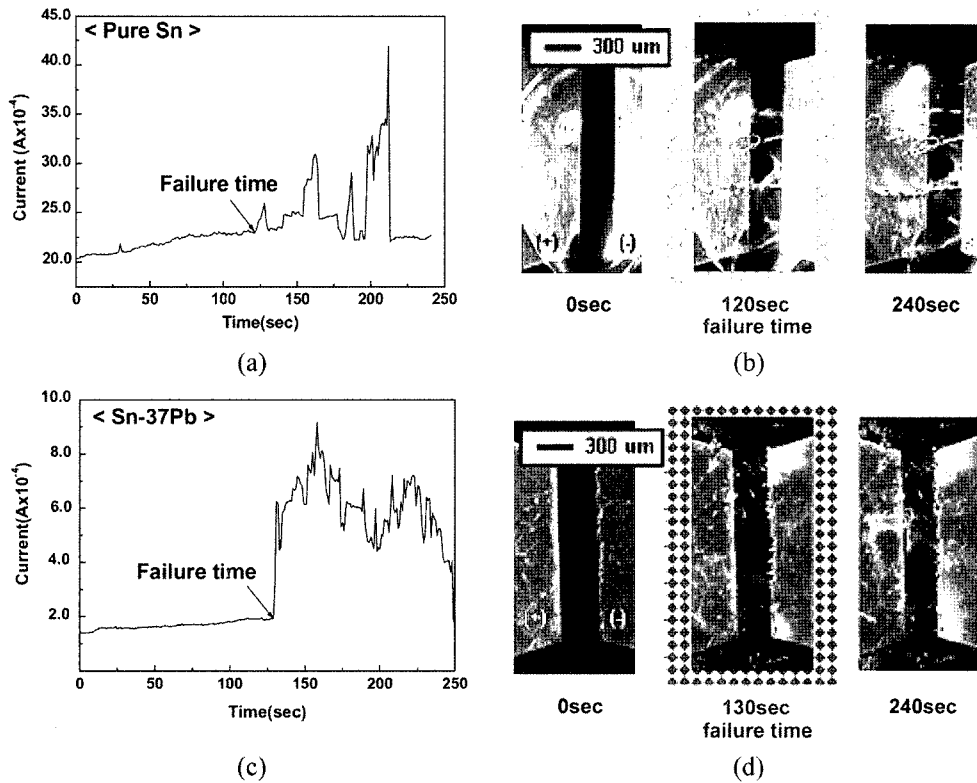 < Pure Sn >
Current (Ax10⁻⁴)
45.0
40.0
35.0
30.0
25.0
20.0
Failure time
0
50
100
150
200
250
Time(sec)
(a)
300 um
(+)
(-)
0sec
120sec
failure time
240sec
(b)
< Sn-37Pb >
Current(Ax10⁻⁴)
10.0
8.0
6.0
4.0
2.0
Failure time
0
50
100
150
200
250
Time(sec)
(c)
300 um
(+)
(-)
0sec
130sec
failure time
240sec
(d)